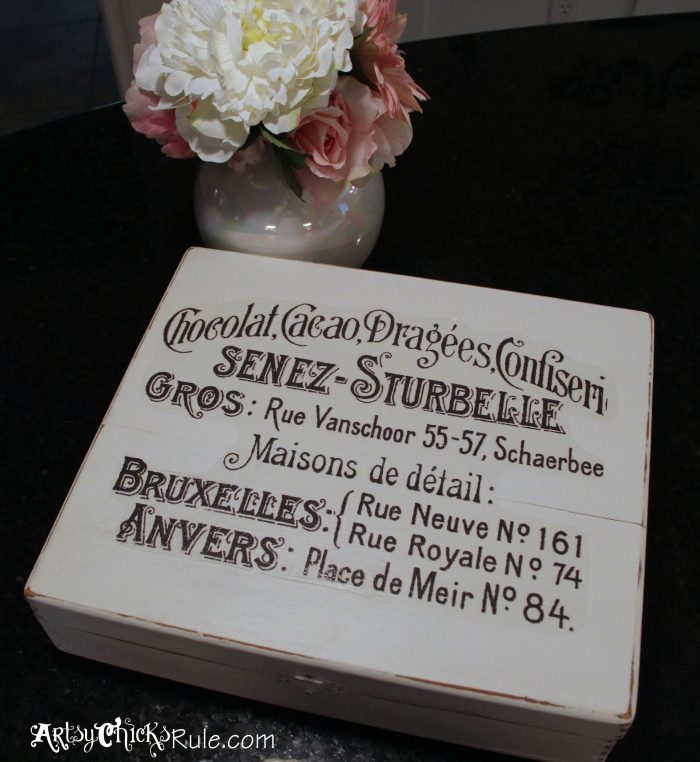 Chocolat, Cacao, Dragées, Confiseri
SENEZ-STURBELLE
GROS: Rue Vanschoor 55-57, Schaerbee
Maisons de détail:
BRUXELLES: { Rue Neuve Nº 161
Rue Royale Nº 74
ANVERS: Place de Meir Nº 84.
ArtsyChicksRule.com